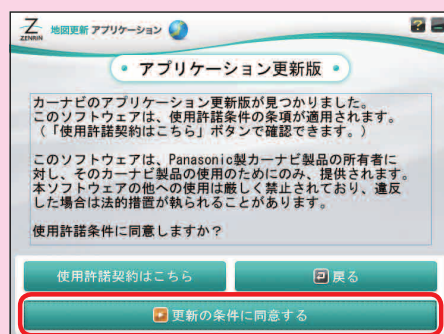 Z ZENRIN 地図更新 アプリケーション ? −
アプリケーション更新版
カーナビのアプリケーション更新版が見つかりました。
このソフトウェアは、使用許諾条件の条項が適用されます。
(「使用許諾契約はこちら」ボタンで確認できます。)
このソフトウェアは、Panasonic製カーナビ製品の所有者に
対し、そのカーナビ製品の使用のためにのみ、提供されます。
本ソフトウェアの他への使用は厳しく禁止されており、違反
した場合は法的措置が執られることがあります。
使用許諾条件に同意しますか?
使用許諾契約はこちら 戻る
更新の条件に同意する